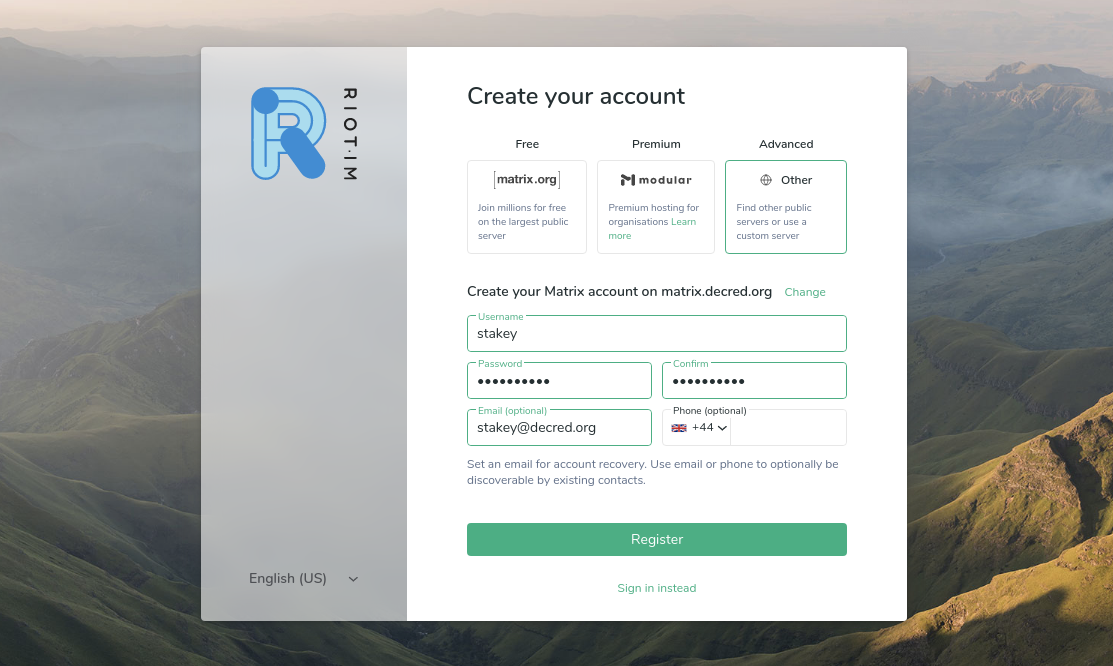 RIOT·IM
Create your account
Free
Premium
Advanced
[matrix.org]
modular
Other
Join millions for free
on the largest public
server
Premium hosting for
organisations Learn
more
Find other public
servers or use a
custom server
Create your Matrix account on matrix.decred.org Change
Username
stakey
Password
••••••••••
Confirm
••••••••••
Email (optional)
stakey@decred.org
Phone (optional)
+44
Set an email for account recovery. Use email or phone to optionally be
discoverable by existing contacts.
Register
Sign in instead
English (US)